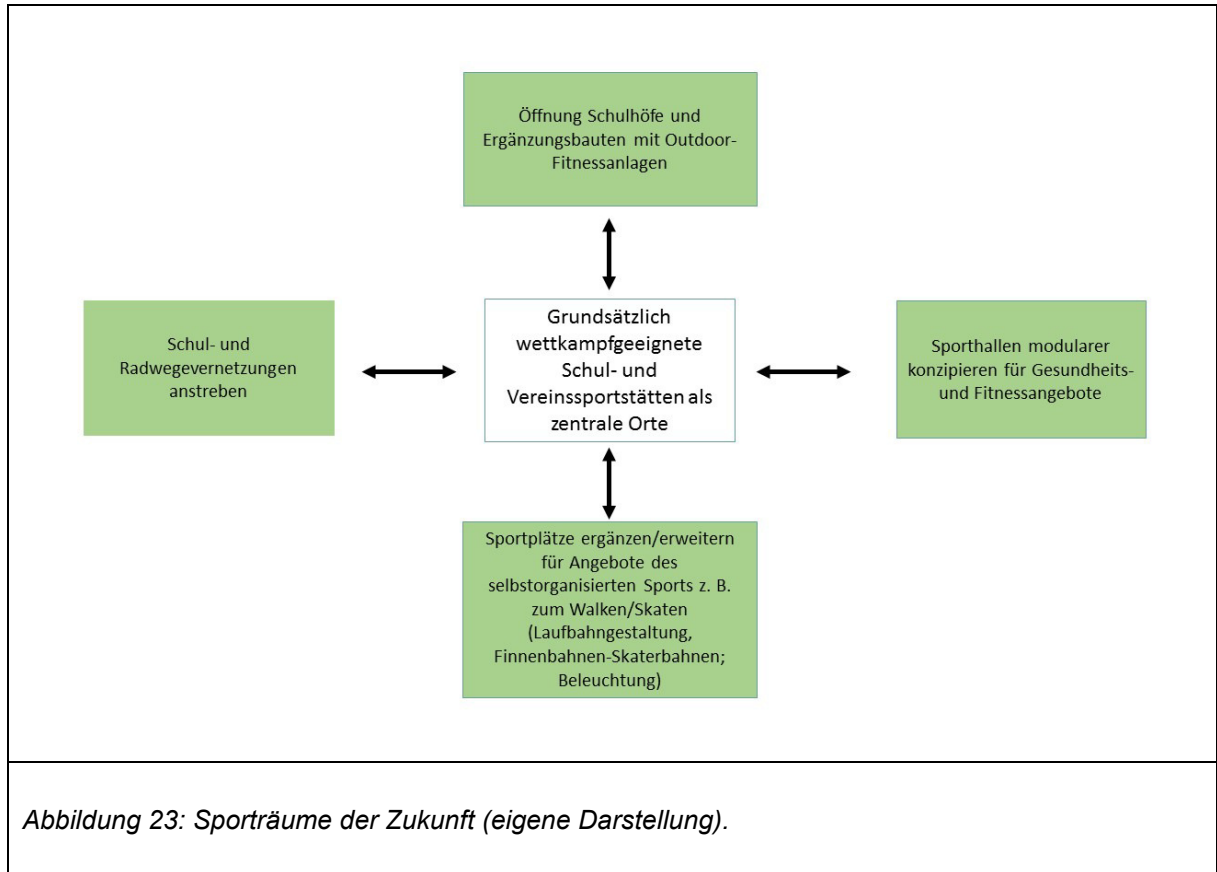 Öffnung Schulhöfe und
Ergänzungsbauten mit Outdoor-
Fitnessanlagen
Schul- und
Radwegevernetzungen
anstreben
Grundsätzlich
wettkampfgeeignete
Schul- und
Vereinssportstätten als
zentrale Orte
Sporthallen modularer
konzipieren für Gesundheits-
und Fitnessangebote
Sportplätze ergänzen/erweitern
für Angebote des
selbstorganisierten Sports z. B.
zum Walken/Skaten
(Laufbahngestaltung,
Finnenbahnen-Skaterbahnen;
Beleuchtung)
Abbildung 23: Sporträume der Zukunft (eigene Darstellung).